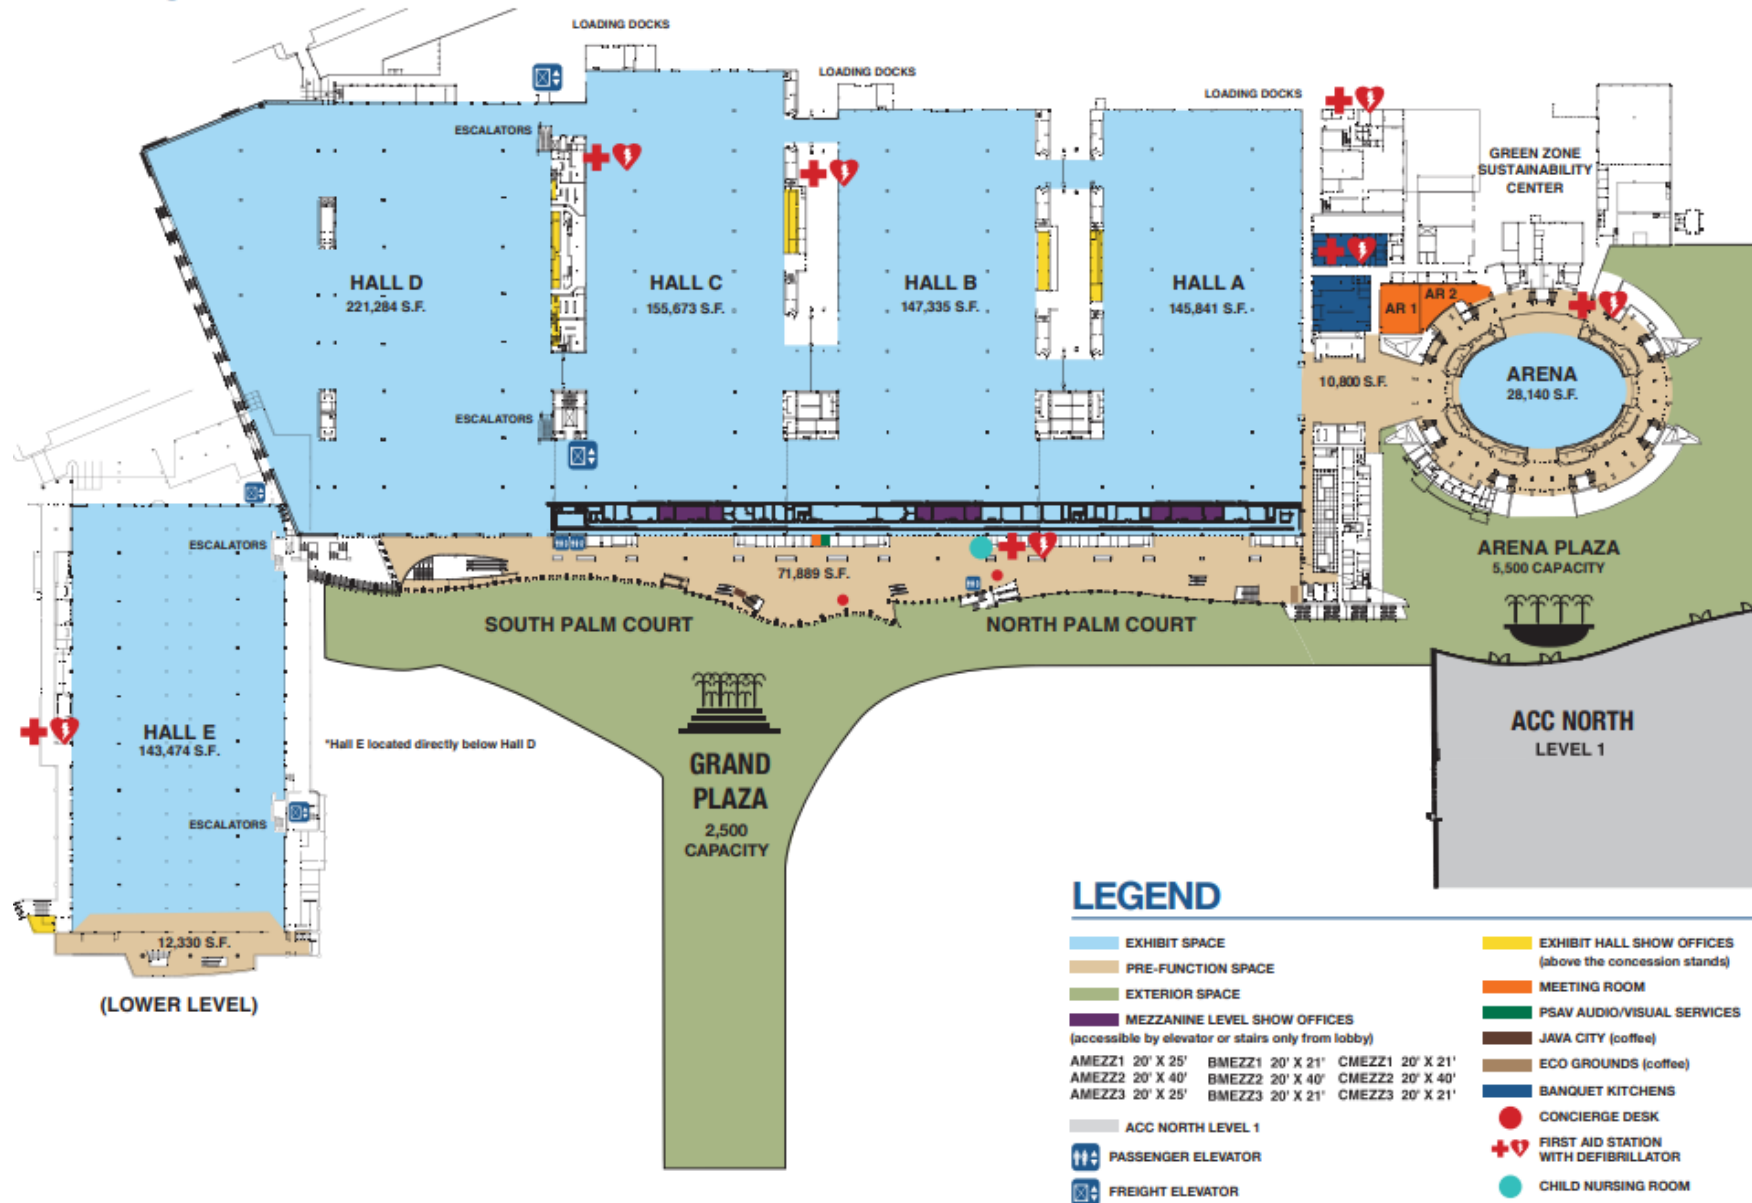 LOADING DOCKS
LOADING DOCKS
LOADING DOCKS
ESCALATORS
GREEN ZONE
SUSTAINABILITY
CENTER
HALL D
221,284 S.F.
HALL C
155,673 S.F.
HALL B
147,335 S.F.
HALL A
145,841 S.F.
AR 1
AR 2
10,800 S.F.
ARENA
28,140 S.F.
ESCALATORS
ESCALATORS
71,889 S.F.
ARENA PLAZA
5,500 CAPACITY
SOUTH PALM COURT
NORTH PALM COURT
HALL E
143,474 S.F.
*Hall E located directly below Hall D
GRAND
PLAZA
2,500
CAPACITY
ACC NORTH
LEVEL 1
ESCALATORS
12,330 S.F.
(LOWER LEVEL)
LEGEND
EXHIBIT SPACE
PRE-FUNCTION SPACE
EXTERIOR SPACE
MEZZANINE LEVEL SHOW OFFICES
(accessible by elevator or stairs only from lobby)
AMEZZ1 20' X 25' BMEZZ1 20' X 21' CMEZZ1 20' X 21'
AMEZZ2 20' X 40' BMEZZ2 20' X 40' CMEZZ2 20' X 40'
AMEZZ3 20' X 25' BMEZZ3 20' X 21' CMEZZ3 20' X 21'
ACC NORTH LEVEL 1
PASSENGER ELEVATOR
FREIGHT ELEVATOR
EXHIBIT HALL SHOW OFFICES
(above the concession stands)
MEETING ROOM
PSAV AUDIO/VISUAL SERVICES
JAVA CITY (coffee)
ECO GROUNDS (coffee)
BANQUET KITCHENS
CONCIERGE DESK
FIRST AID STATION
WITH DEFIBRILLATOR
CHILD NURSING ROOM